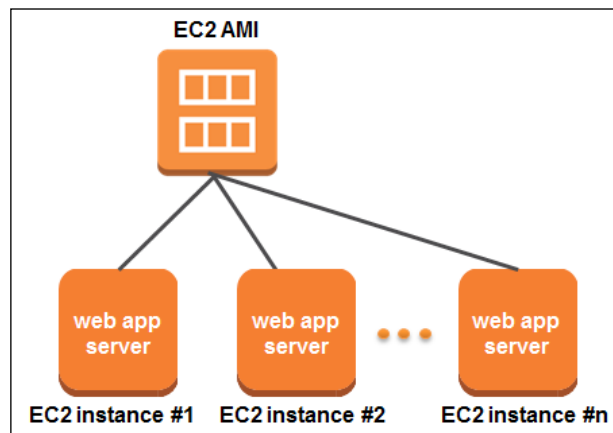 EC2 AMI
web app
server
web app
server
web app
server
EC2 instance #1
EC2 instance #2
EC2 instance #n